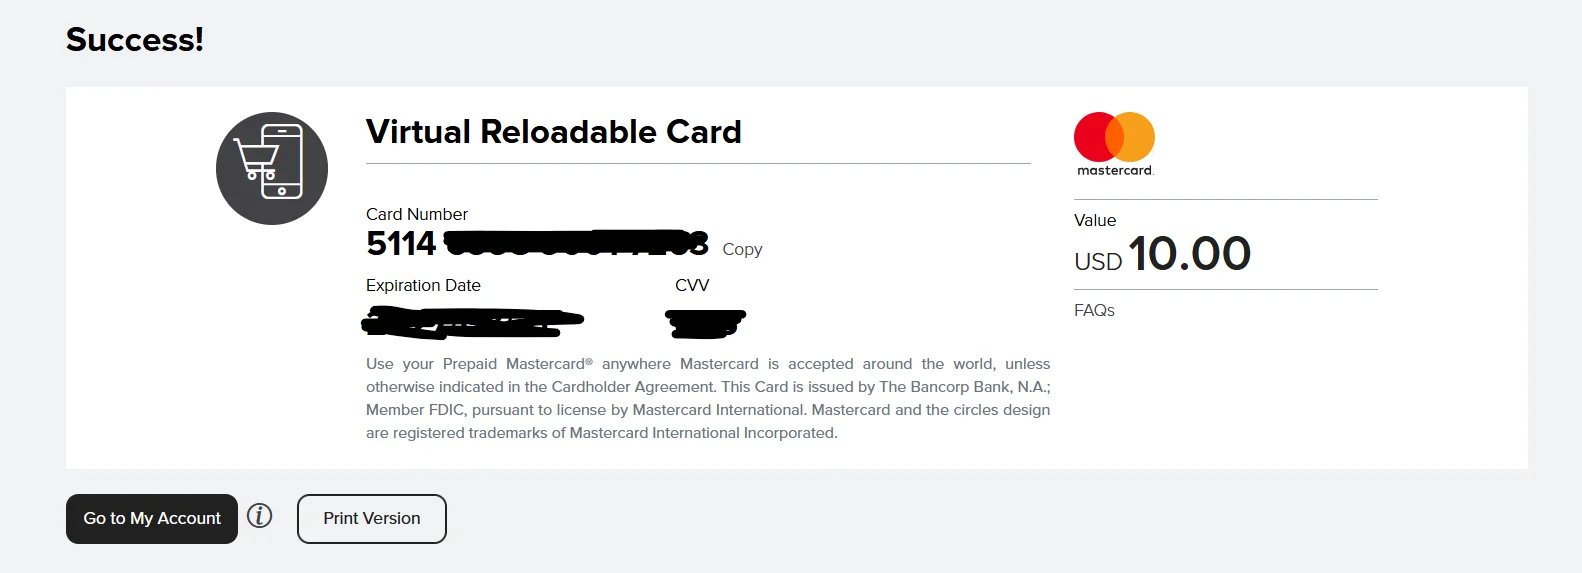 Success!
Virtual Reloadable Card
mastercard.
Card Number
5114
Copy
Expiration Date
CVV
Value
USD 10.00
FAQs
Use your Prepaid Mastercard® anywhere Mastercard is accepted around the world, unless
otherwise indicated in the Cardholder Agreement. This Card is issued by The Bancorp Bank, N.A.;
Member FDIC, pursuant to license by Mastercard International. Mastercard and the circles design
are registered trademarks of Mastercard International Incorporated.
Go to My Account
i
Print Version